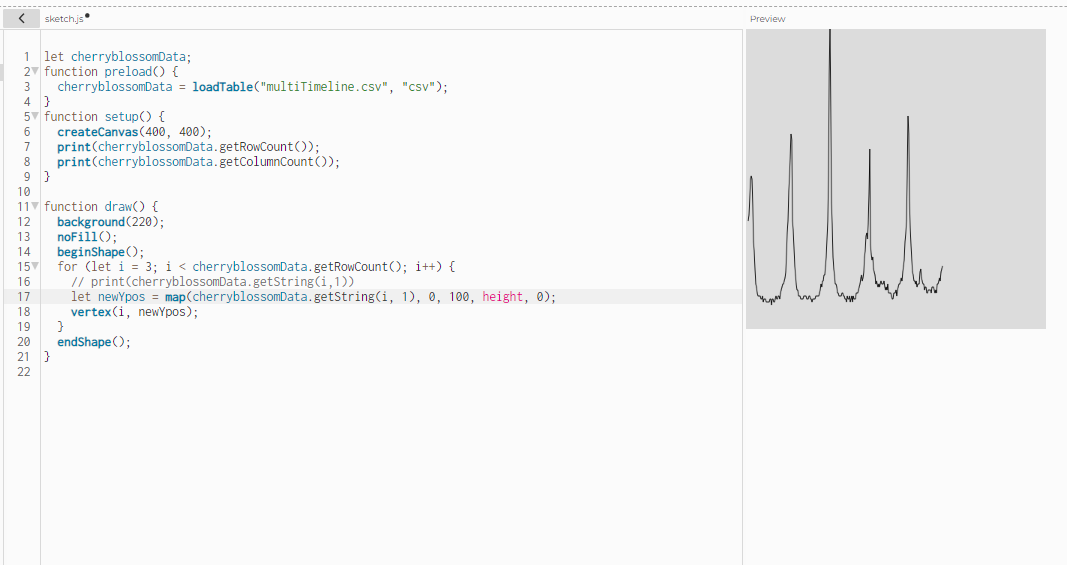 sketch.js
Preview
1 let cherryblossomData;
2 function preload() {
3 cherryblossomData = loadTable("multiTimeline.csv", "csv");
4 }
5 function setup() {
6 createCanvas(400, 400);
7 print(cherryblossomData.getRowCount());
8 print(cherryblossomData.getColumnCount());
9 }
10
11 function draw() {
12 background(220);
13 noFill();
14 beginShape();
15 for (let i = 3; i < cherryblossomData.getRowCount(); i++) {
16 // print(cherryblossomData.getString(i,1))
17 let newYpos = map(cherryblossomData.getString(i, 1), 0, 100, height, 0);
18 vertex(i, newYpos);
19 }
20 endShape();
21 }
22